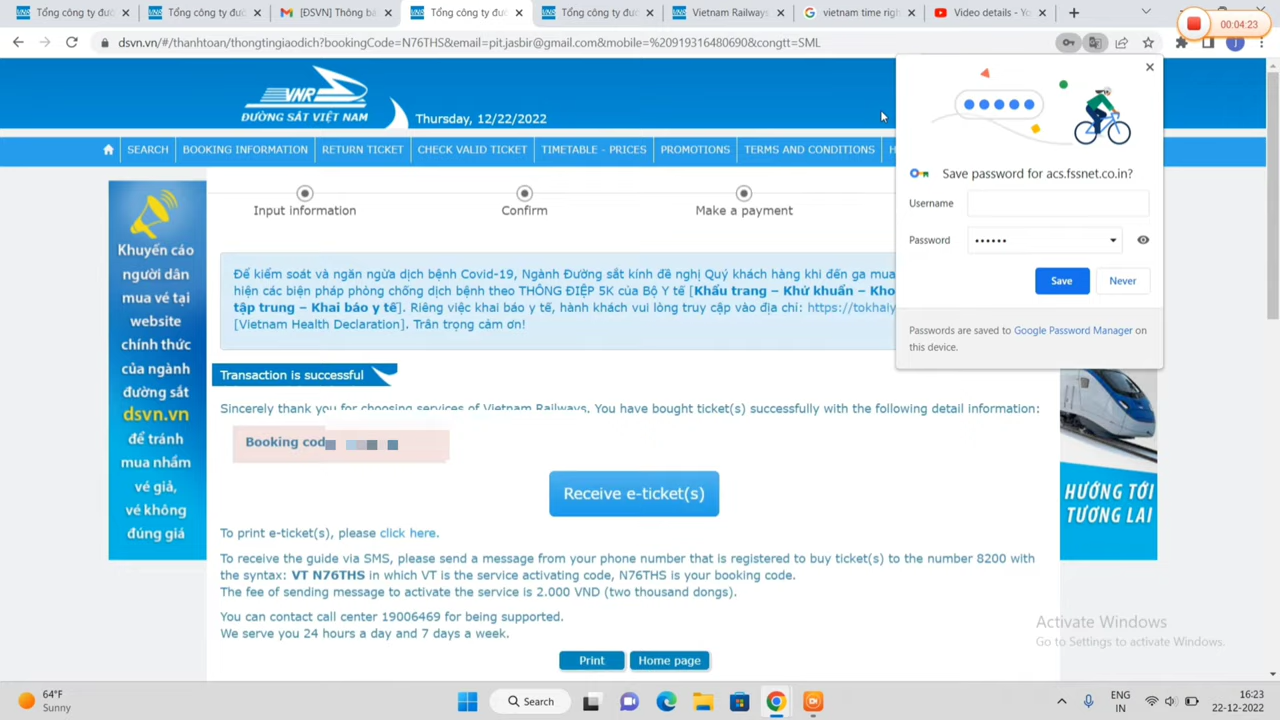 Tổng công ty đườ
Tổng công ty đườ
[ĐSVN] Thông bá
Tổng công ty đườ
Tổng công ty đườ
Vietnam Railways
vietnam time righ
Video details - Yo
00:04:23
dsvn.vn/#/thanhtoan/thongtingiaodich?bookingCode=N76THS&email=pit.jasbir@gmail.com&mobile=%20919316480690&congtt=SML
VNR
ĐƯỜNG SẮT VIỆT NAM
Thursday, 12/22/2022
SEARCH
BOOKING INFORMATION
RETURN TICKET
CHECK VALID TICKET
TIMETABLE - PRICES
PROMOTIONS
TERMS AND CONDITIONS
H
Save password for acs.fssnet.co.in?
Username
Password
Save
Never
Passwords are saved to Google Password Manager on
this device.
Input information
Confirm
Make a payment
Khuyến cáo
người dân
mua vé tại
website
chính thức
của ngành
đường sắt
dsvn.vn
để tránh
mua nhầm
vé giả,
vé không
đúng giá
Để kiếm soát và ngăn ngừa dịch bệnh Covid-19, Ngành Đường sắt kính đề nghị Quý khách hàng khi đến ga mua
hiện các biện pháp phòng chống dịch bệnh theo THÔNG ĐIỆP 5K của Bộ Y tế [Khẩu trang – Khử khuẩn – Kho
tập trung – Khai báo y tế]. Riêng việc khai báo y tế, hành khách vui lòng truy cập vào địa chỉ: https://tokhaiy
[Vietnam Health Declaration]. Trân trọng cám ơn!
Transaction is successful
Sincerely thank you for choosing services of Vietnam Railways. You have bought ticket(s) successfully with the following detail information:
Booking cod
Receive e-ticket(s)
To print e-ticket(s), please click here.
To receive the guide via SMS, please send a message from your phone number that is registered to buy ticket(s) to the number 8200 with
the syntax: VT N76THS in which VT is the service activating code, N76THS is your booking code.
The fee of sending message to activate the service is 2.000 VND (two thousand dongs).
You can contact call center 19006469 for being supported.
We serve you 24 hours a day and 7 days a week.
Print
Home page
HƯỚNG TỚI
TƯƠNG LAI
Activate Windows
Go to Settings to activate Windows.
64°F
Sunny
Search
ENG
IN
16:23
22-12-2022